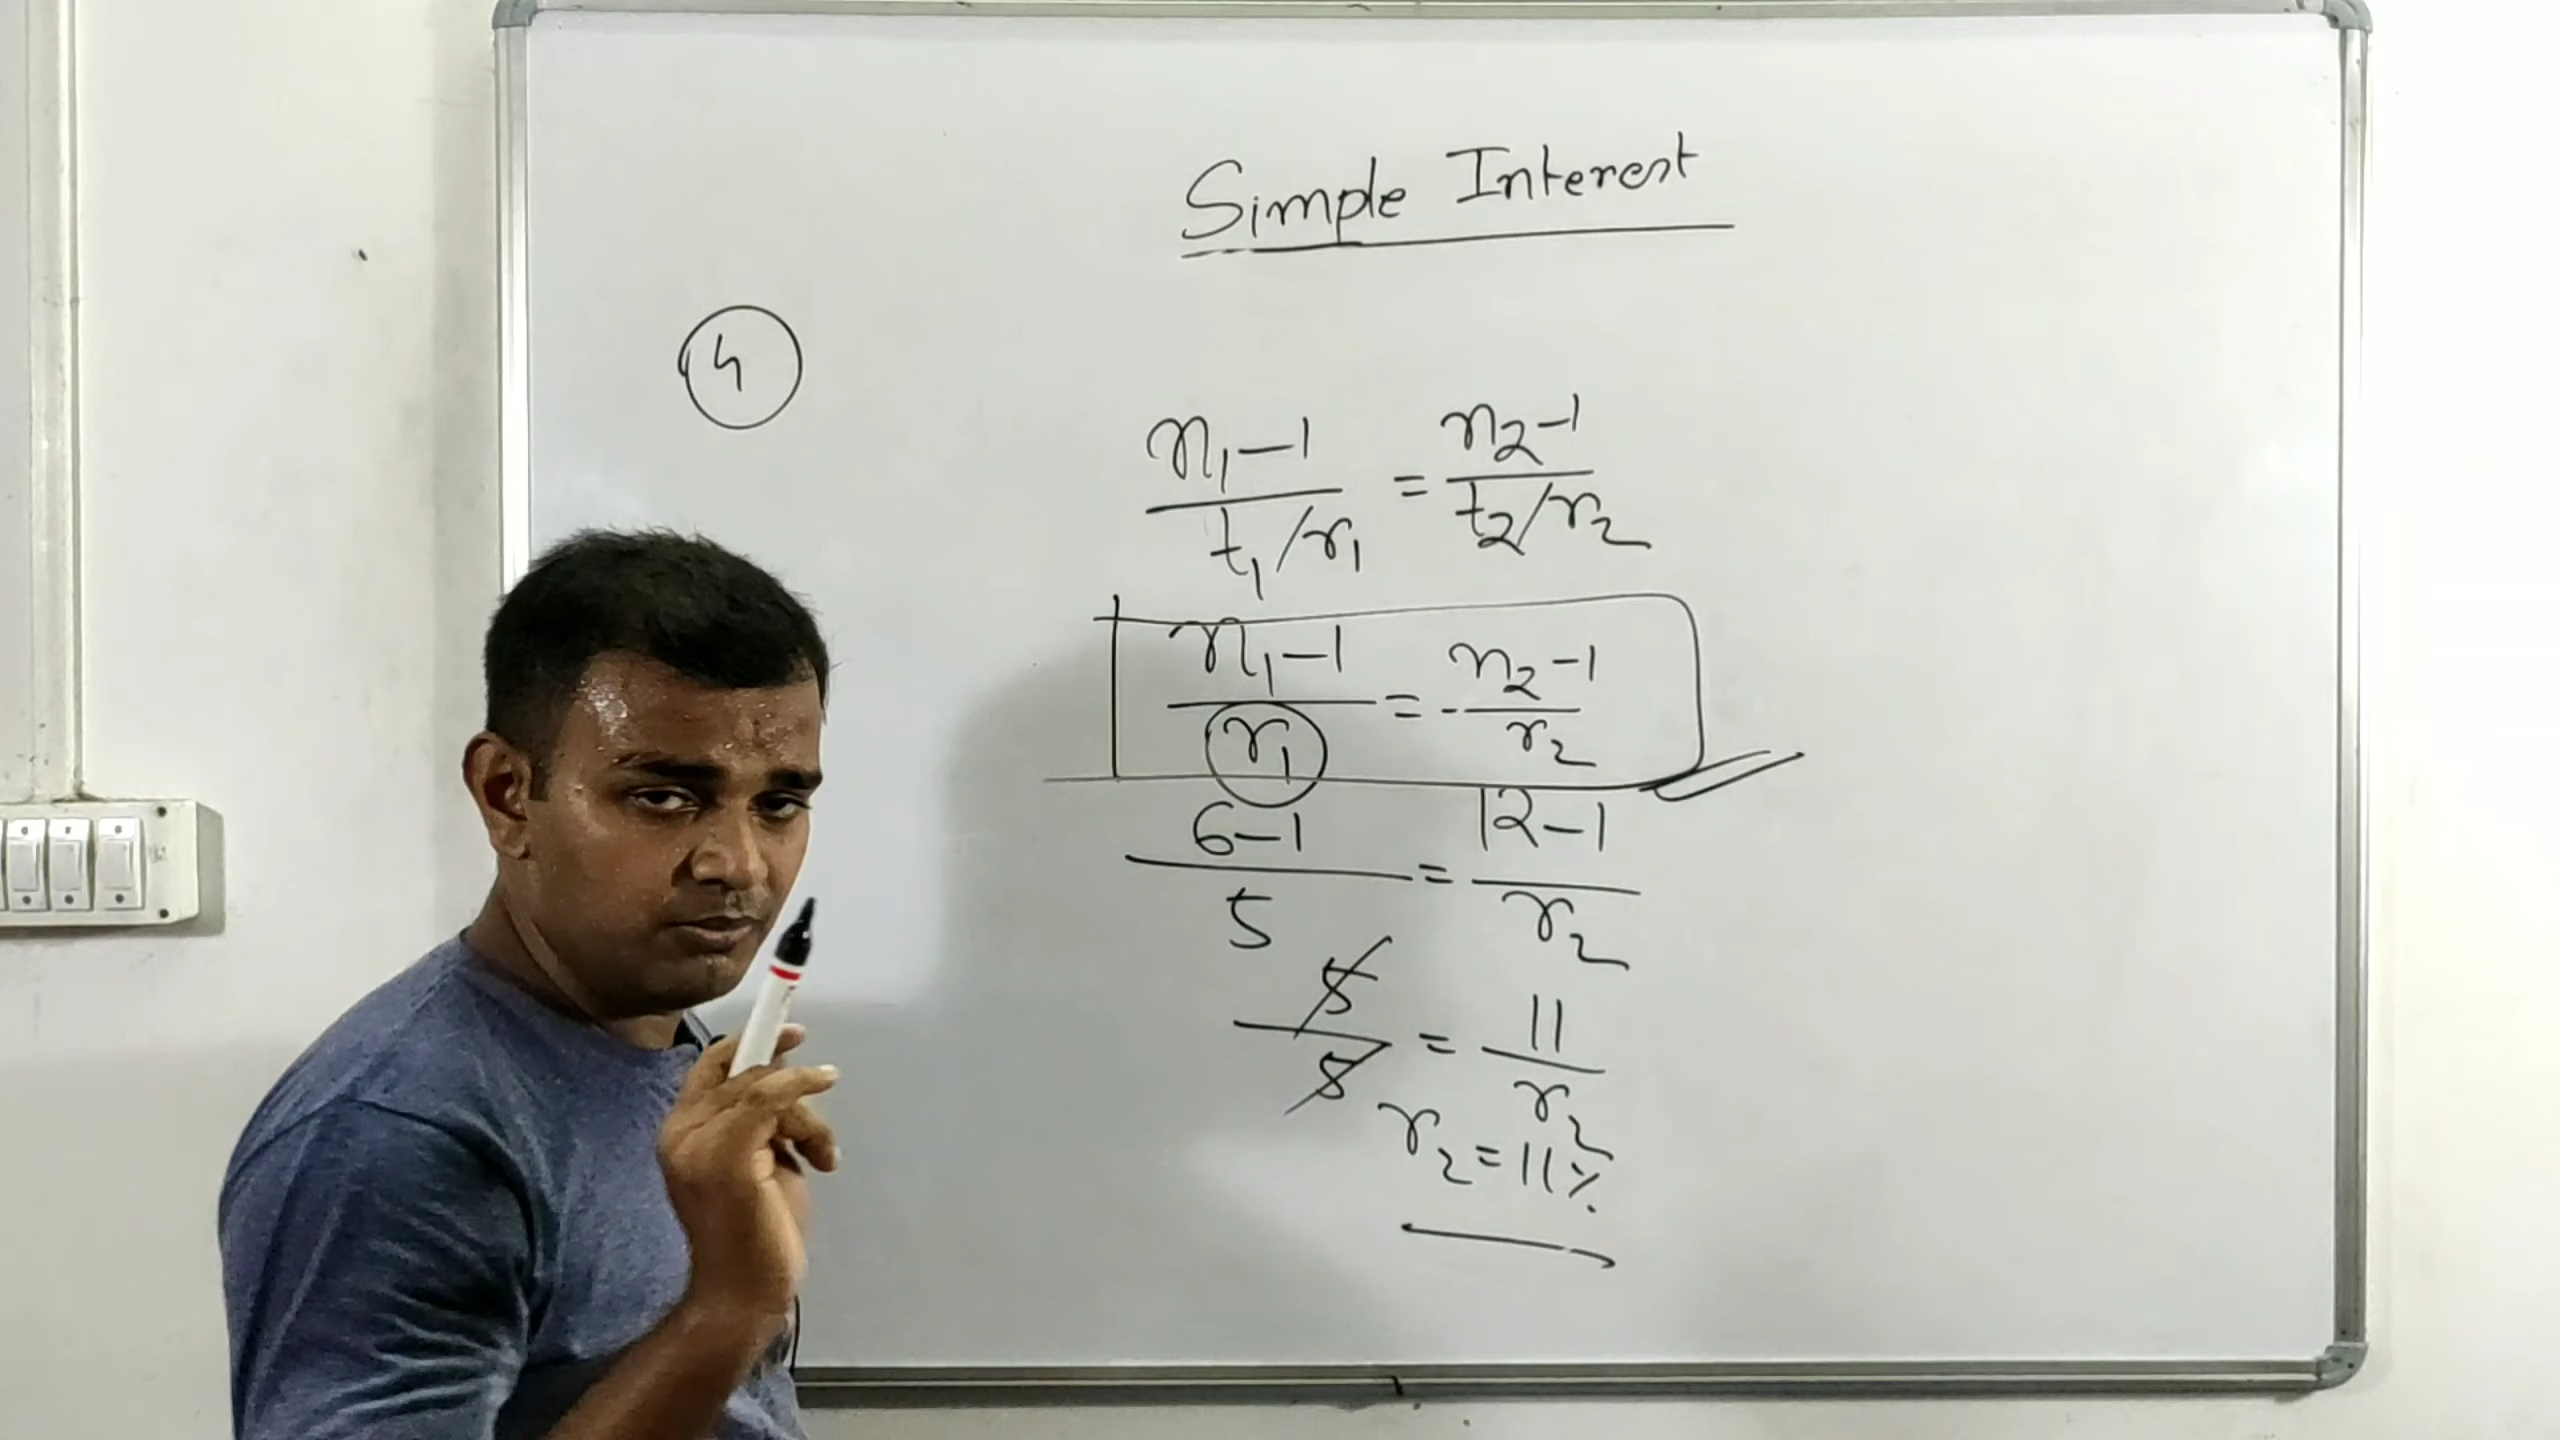 Simple Interest
4
n₁-1 / t₁/r₁ = n₂-1 / t₂/r₂
n₁-1 / r₁ = n₂-1 / r₂
6-1 / 5 = 12-1 / r₂
5 / 5 = 11 / r₂
r₂ = 11%